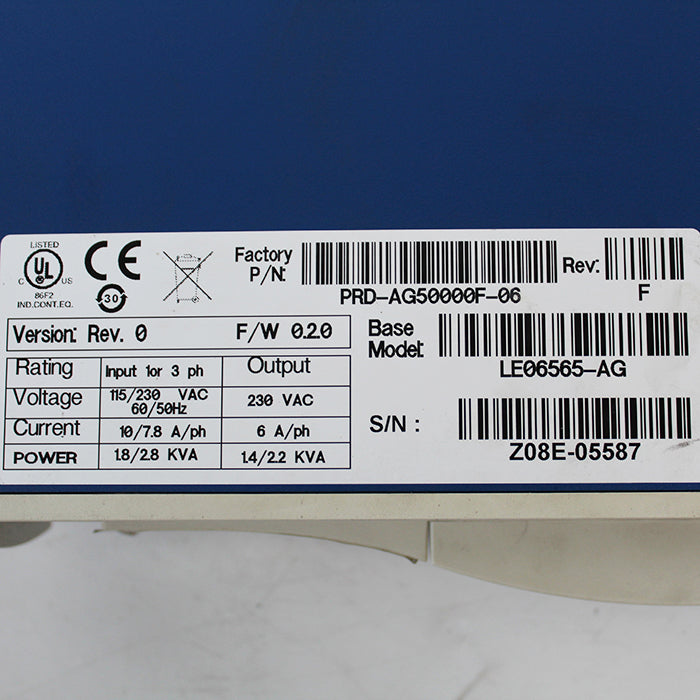 LISTED
C UL US
86F2
IND.CONT.EQ.
CE
30
Factory P/N:
PRD-AG50000F-06
Rev:
F
Version: Rev. 0 F/W 0.2.0
Base Model:
LE06565-AG
Rating Input 1or 3 ph Output
Voltage 115/230 VAC 60/50Hz 230 VAC
Current 10/7.8 A/ph 6 A/ph
POWER 1.8/2.8 KVA 1.4/2.2 KVA
S/N :
Z08E-05587